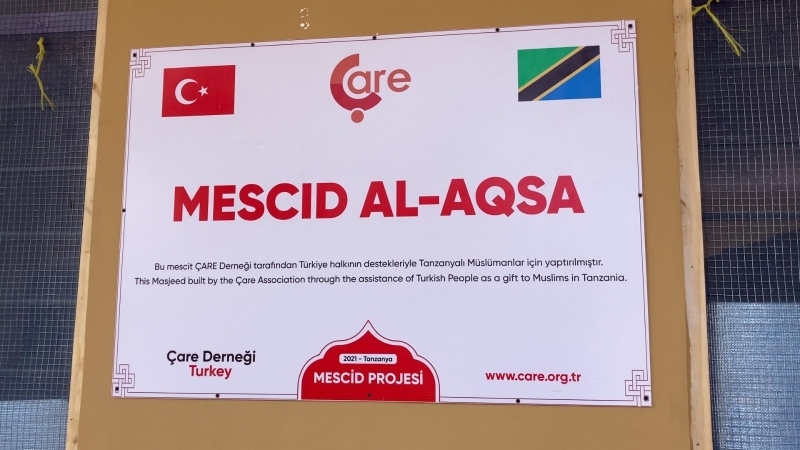 Çare
MESCID AL-AQSA
Bu mescit ÇARE Derneği tarafından Türkiye halkının destekleriyle Tanzanyalı Müslümanlar için yaptırılmıştır.
This Masjeed built by the Çare Association through the assistance of Turkish People as a gift to Muslims in Tanzania.
Çare Derneği
Turkey
2021 - Tanzanya
MESCİD PROJESİ
www.care.org.tr